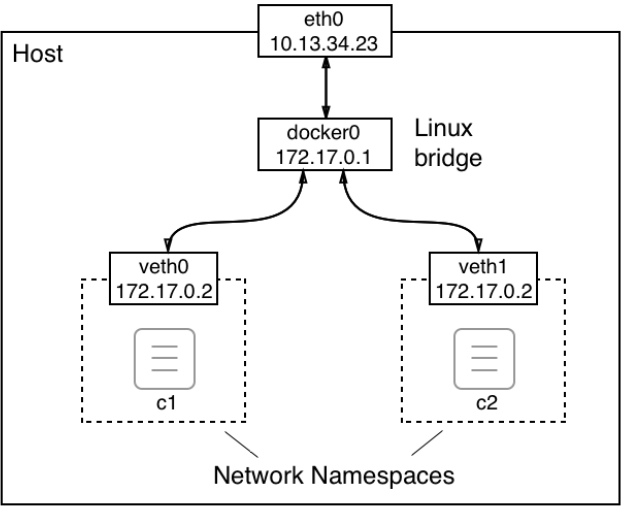 eth0
10.13.34.23
Host
docker0
172.17.0.1
Linux
bridge
veth0
172.17.0.2
veth1
172.17.0.2
c1
c2
Network Namespaces